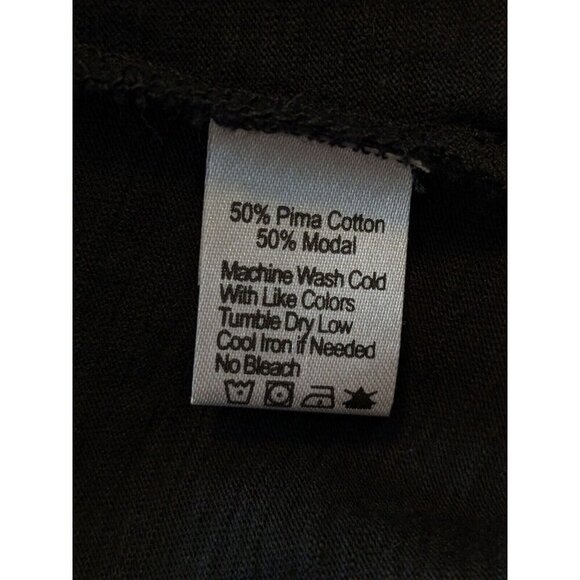 50% Pima Cotton
50% Modal
Machine Wash Cold
With Like Colors
Tumble Dry Low
Cool Iron if Needed
No Bleach